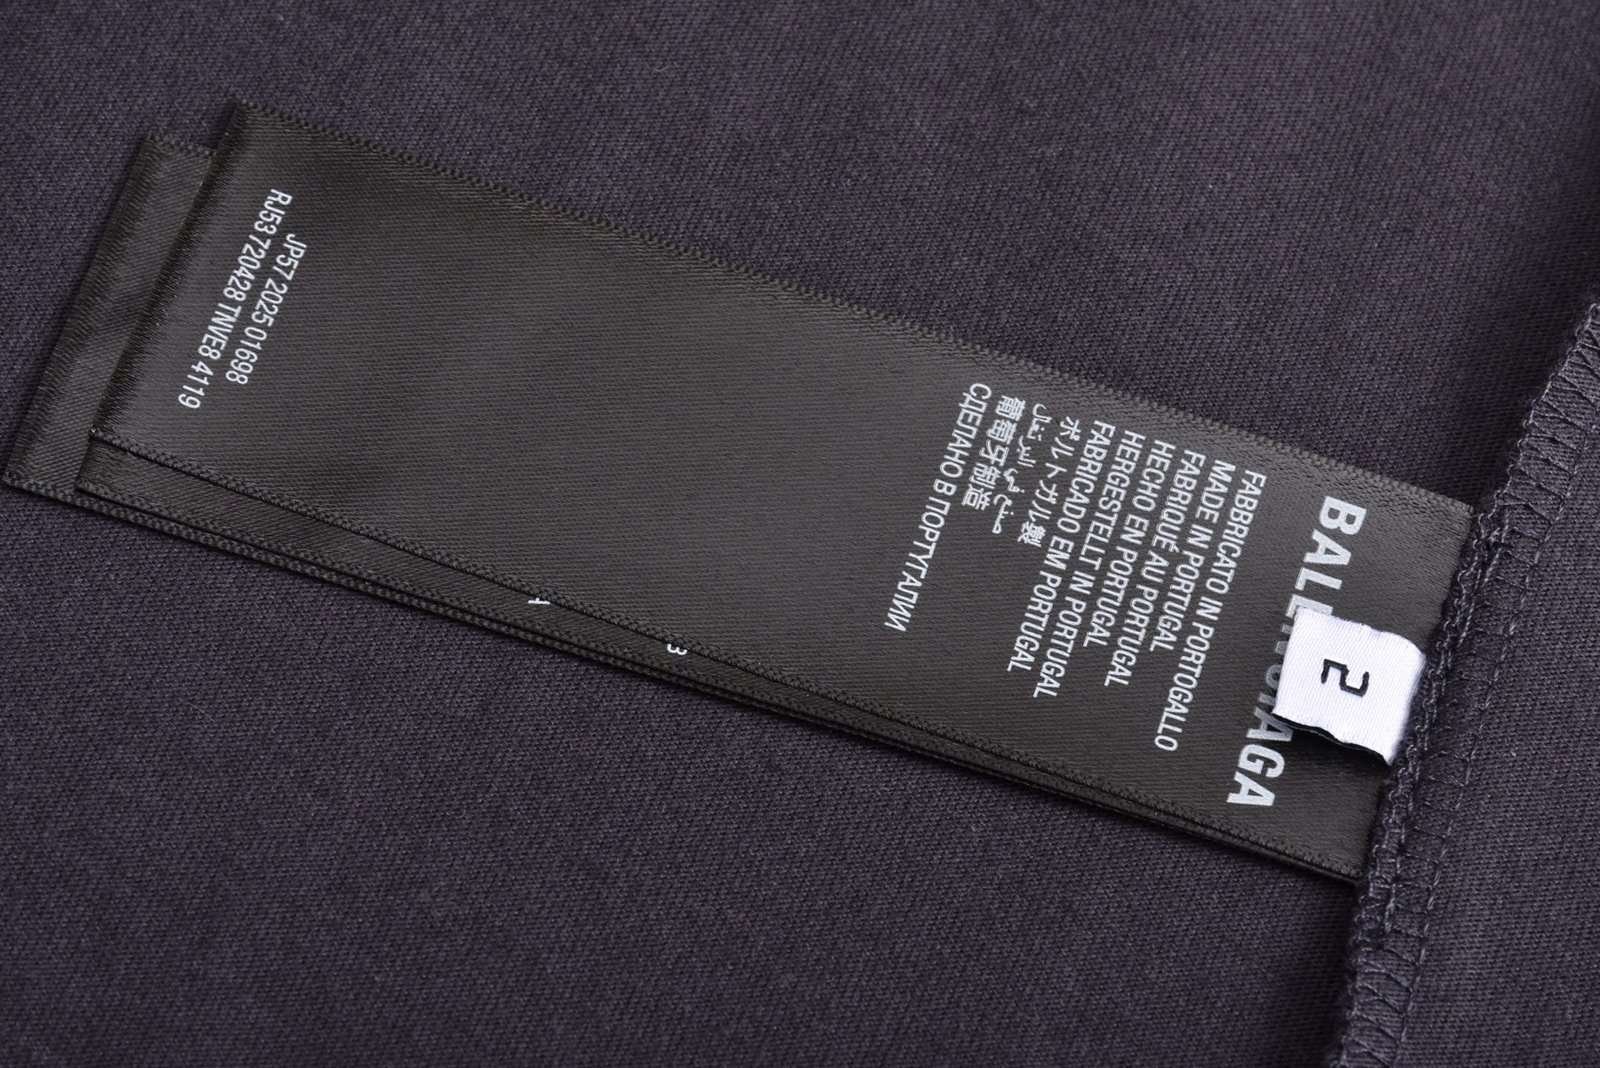 BALENCIAGA
2
FABBRICATO IN PORTOGALLO
MADE IN PORTUGAL
FABRIQUÉ AU PORTUGAL
HECHO EN PORTUGAL
HERGESTELLT IN PORTUGAL
FABRICADO EM PORTUGAL
ポルトガル製
صنع في البرتغال
葡萄牙制造
СДЕЛАНО В ПОРТУГАЛИИ
JP57 2025 01698
RJ53 720428 TNVE8 4119